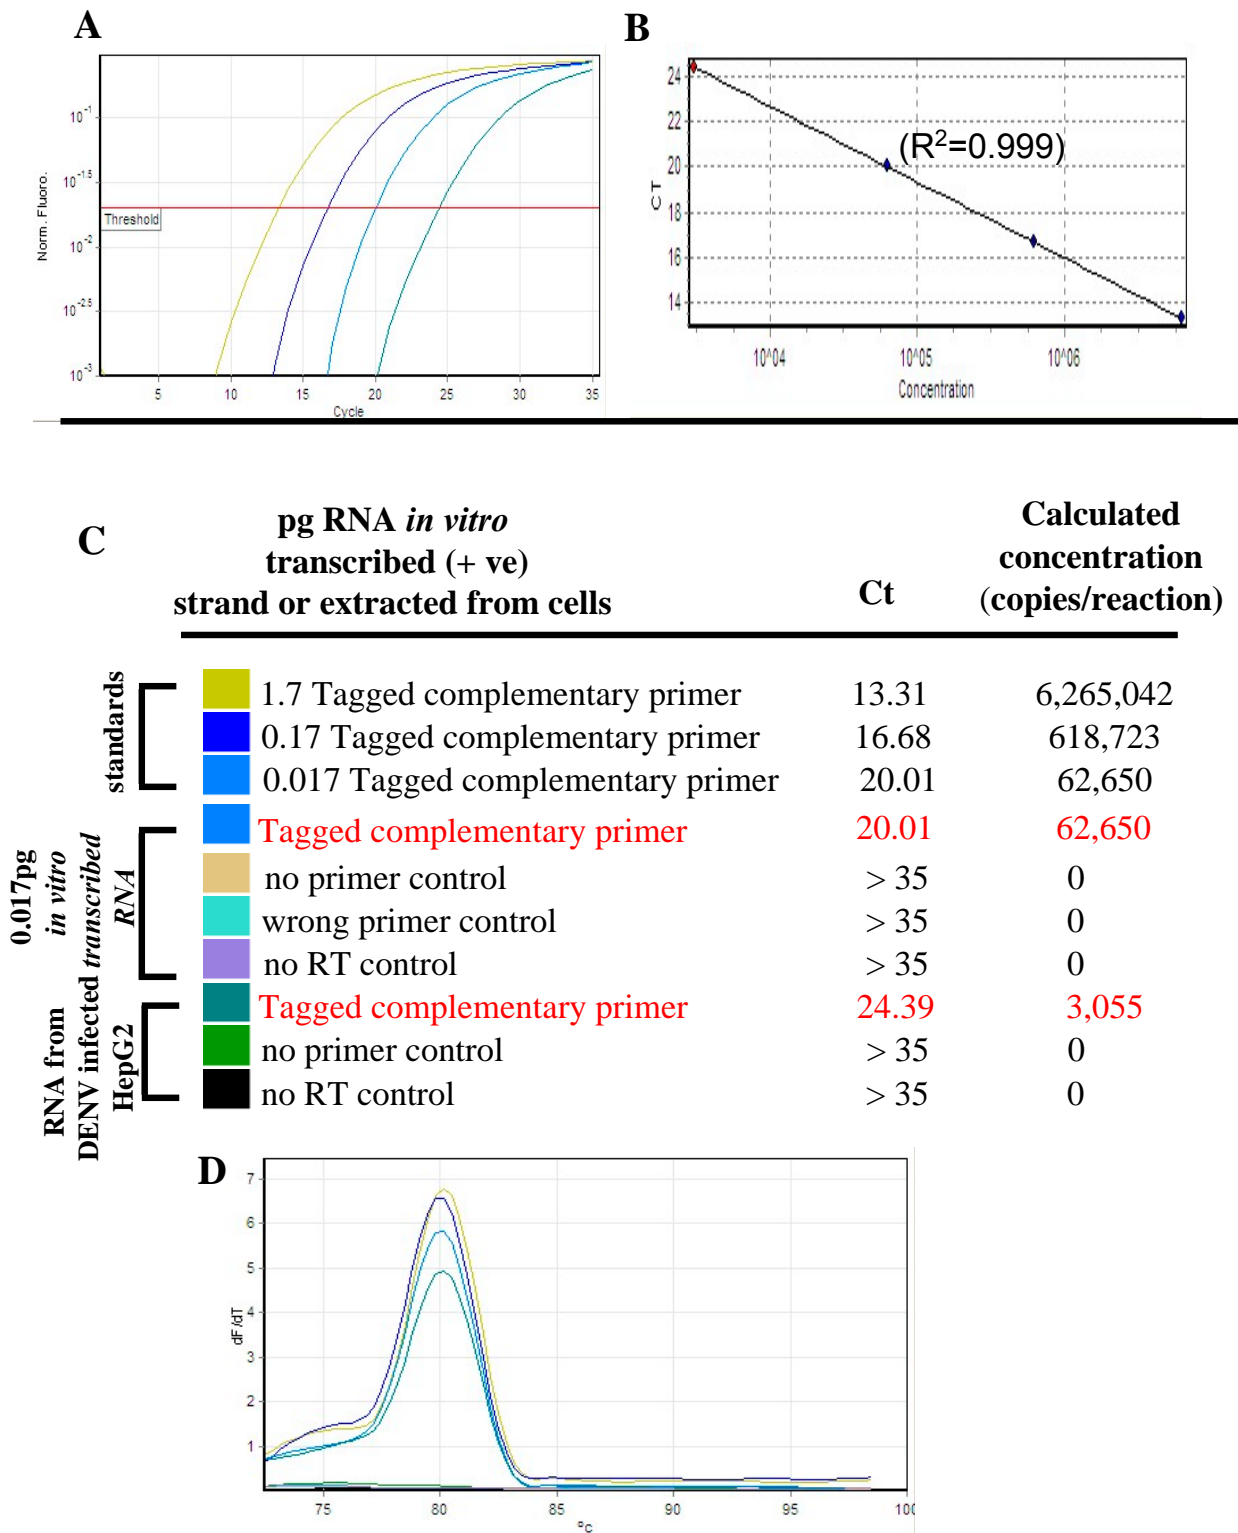 A
Norm. Fluoro.
10^-1
10^-1.5
10^-2
10^-2.5
10^-3
Threshold
5 10 15 20 25 30 35
Cycle
B
CT
24
22
20
18
16
14
(R²=0.999)
10^04 10^05 10^06
Concentration
C
pg RNA in vitro
transcribed (+ ve)
strand or extracted from cells
Ct
Calculated
concentration
(copies/reaction)
standards
1.7 Tagged complementary primer 13.31 6,265,042
0.17 Tagged complementary primer 16.68 618,723
0.017 Tagged complementary primer 20.01 62,650
0.017pg
in vitro
transcribed
RNA
Tagged complementary primer 20.01 62,650
no primer control > 35 0
wrong primer control > 35 0
no RT control > 35 0
RNA from
DENV infected
HepG2
Tagged complementary primer 24.39 3,055
no primer control > 35 0
no RT control > 35 0
D
dF/dT
7
6
5
4
3
2
1
75 80 85 90 95 100
°c